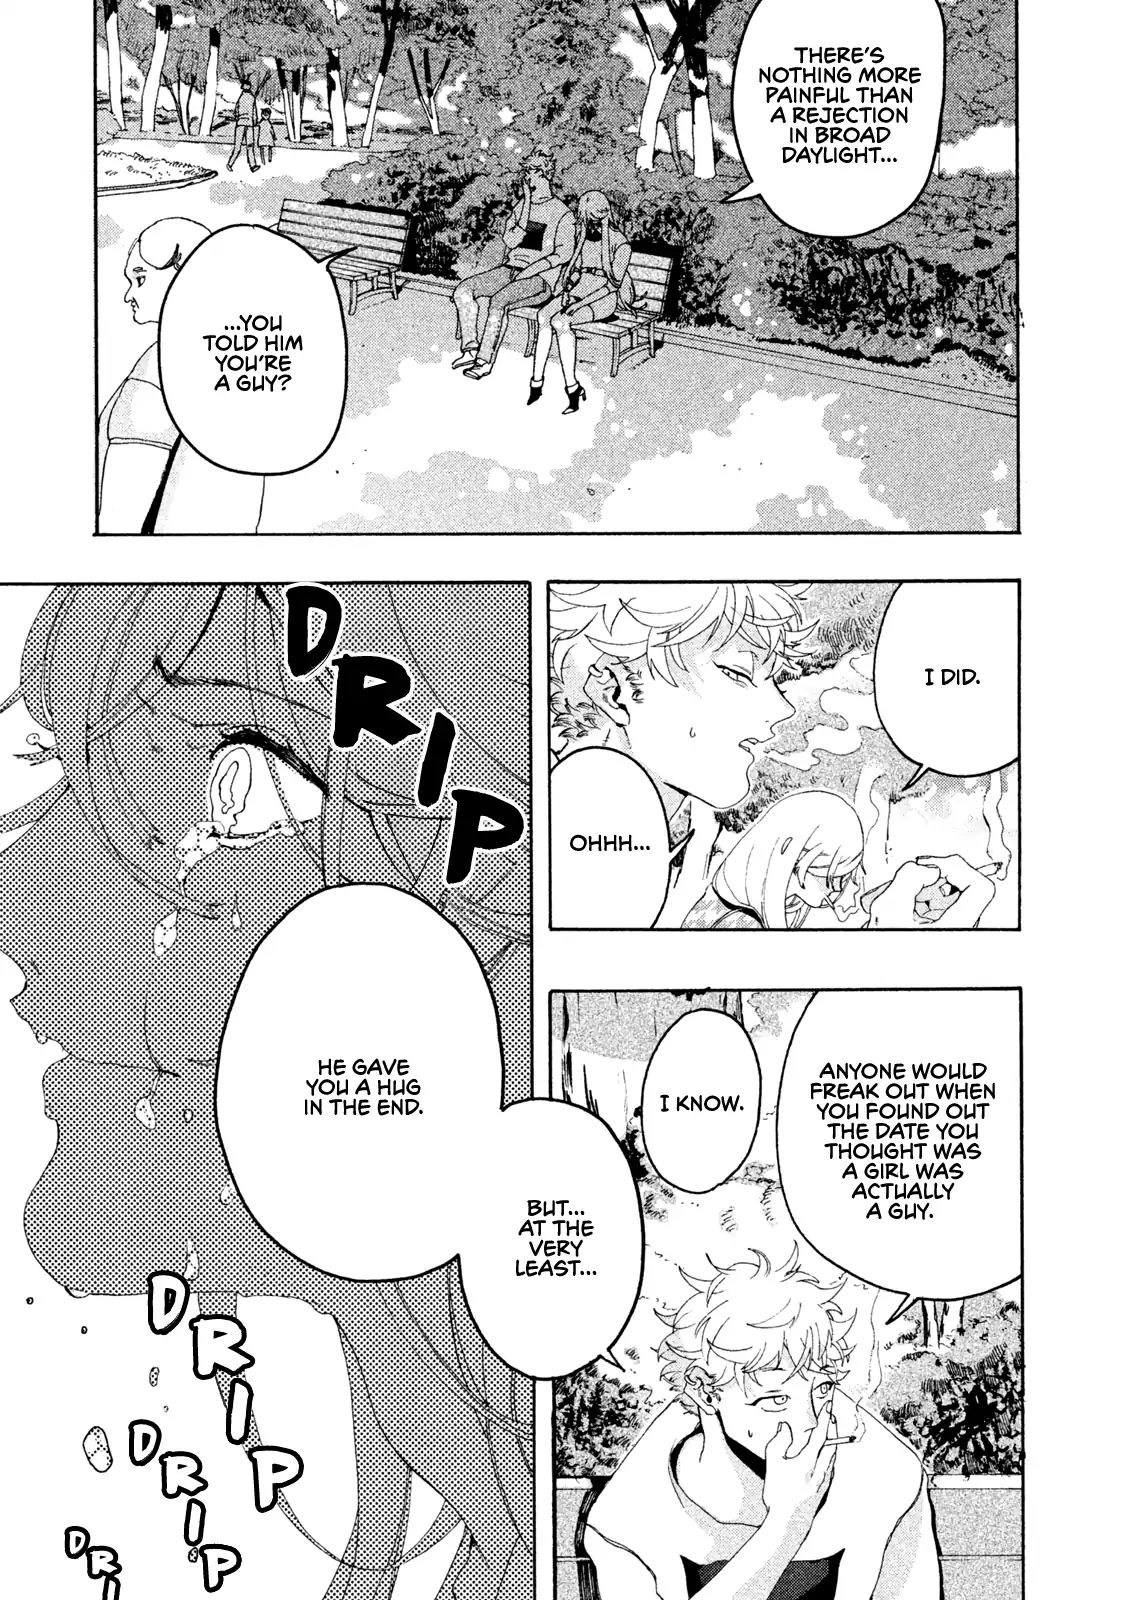 THERE'S
NOTHING MORE
PAINFUL THAN
A REJECTION
IN BROAD
DAYLIGHT...
...YOU
TOLD HIM
YOU'RE
A GUY?
I DID.
OHHH...
ANYONE WOULD
FREAK OUT WHEN
YOU FOUND OUT
THE DATE YOU
THOUGHT WAS
A GIRL WAS
ACTUALLY
A GUY.
I KNOW.
BUT...
AT THE
VERY
LEAST...
HE GAVE
YOU A HUG
IN THE END.
DRIP
DRIP
DRIP
DRI